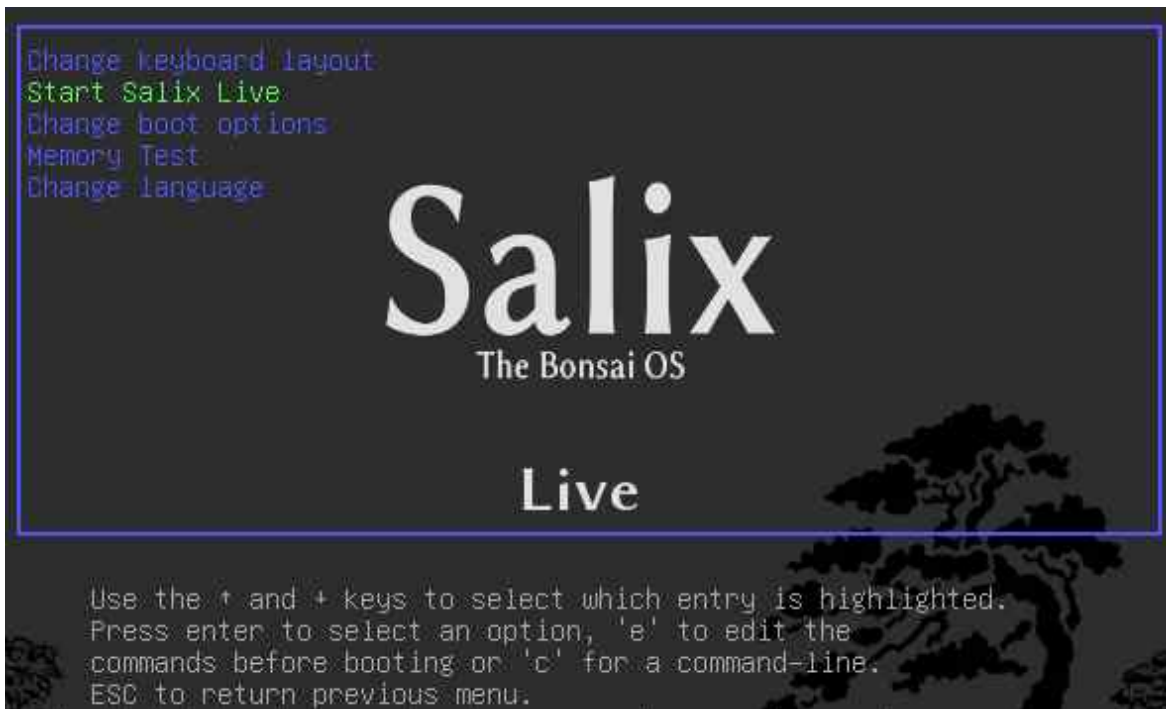 Change keyboard layout
Start Salix Live
Change boot options
Memory Test
Change language
Salix
The Bonsai OS
Live
Use the ↑ and ↓ keys to select which entry is highlighted.
Press enter to select an option, 'e' to edit the
commands before booting or 'c' for a command-line.
ESC to return previous menu.